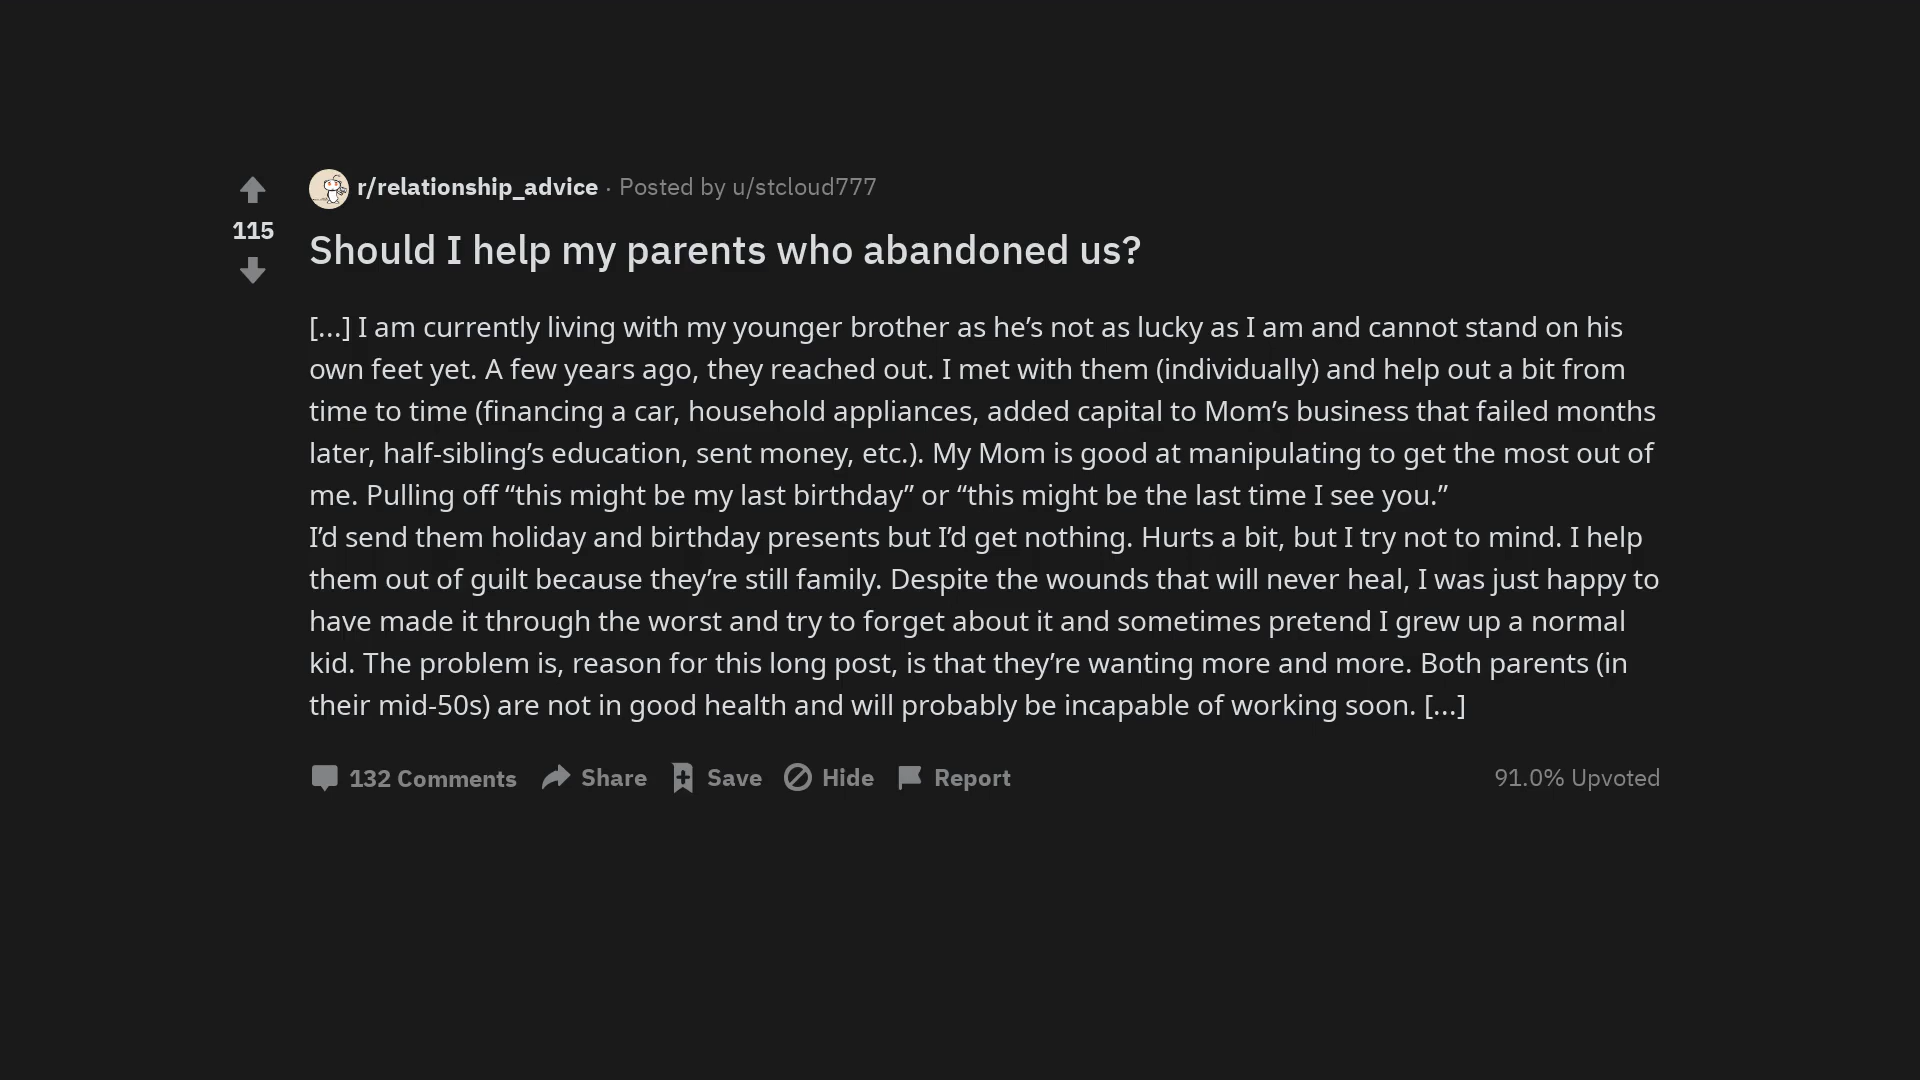 r/relationship_advice · Posted by u/stcloud777
115
Should I help my parents who abandoned us?
[...] I am currently living with my younger brother as he’s not as lucky as I am and cannot stand on his
own feet yet. A few years ago, they reached out. I met with them (individually) and help out a bit from
time to time (financing a car, household appliances, added capital to Mom’s business that failed months
later, half-sibling’s education, sent money, etc.). My Mom is good at manipulating to get the most out of
me. Pulling off “this might be my last birthday” or “this might be the last time I see you.”
I’d send them holiday and birthday presents but I’d get nothing. Hurts a bit, but I try not to mind. I help
them out of guilt because they’re still family. Despite the wounds that will never heal, I was just happy to
have made it through the worst and try to forget about it and sometimes pretend I grew up a normal
kid. The problem is, reason for this long post, is that they’re wanting more and more. Both parents (in
their mid-50s) are not in good health and will probably be incapable of working soon. [...]
132 Comments Share Save Hide Report 91.0% Upvoted